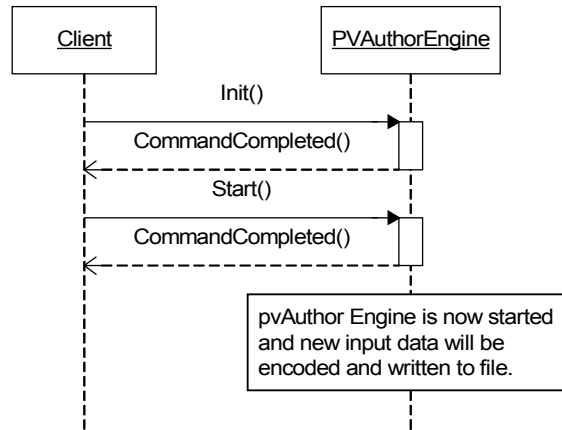 Client
PVAuthorEngine
Init()
CommandCompleted()
Start()
CommandCompleted()
pvAuthor Engine is now started
and new input data will be
encoded and written to file.